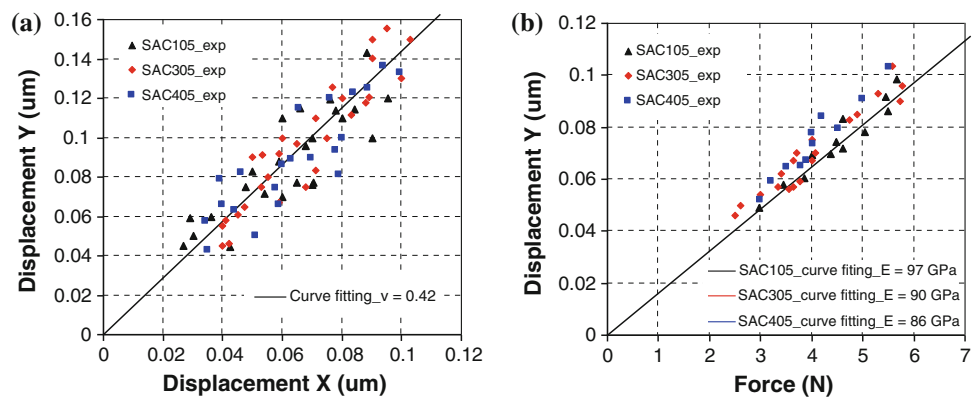 (a)
0.16
0.14
0.12
0.1
0.08
0.06
0.04
0.02
0
Displacement Y (um)
SAC105_exp
SAC305_exp
SAC405_exp
Curve fitting_v = 0.42
0 0.02 0.04 0.06 0.08 0.1 0.12
Displacement X (um)
(b)
0.12
0.1
0.08
0.06
0.04
0.02
0
Displacement Y (um)
SAC105_exp
SAC305_exp
SAC405_exp
SAC105_curve fitting_E = 97 GPa
SAC305_curve fitting_E = 90 GPa
SAC405_curve fitting_E = 86 GPa
0 1 2 3 4 5 6 7
Force (N)